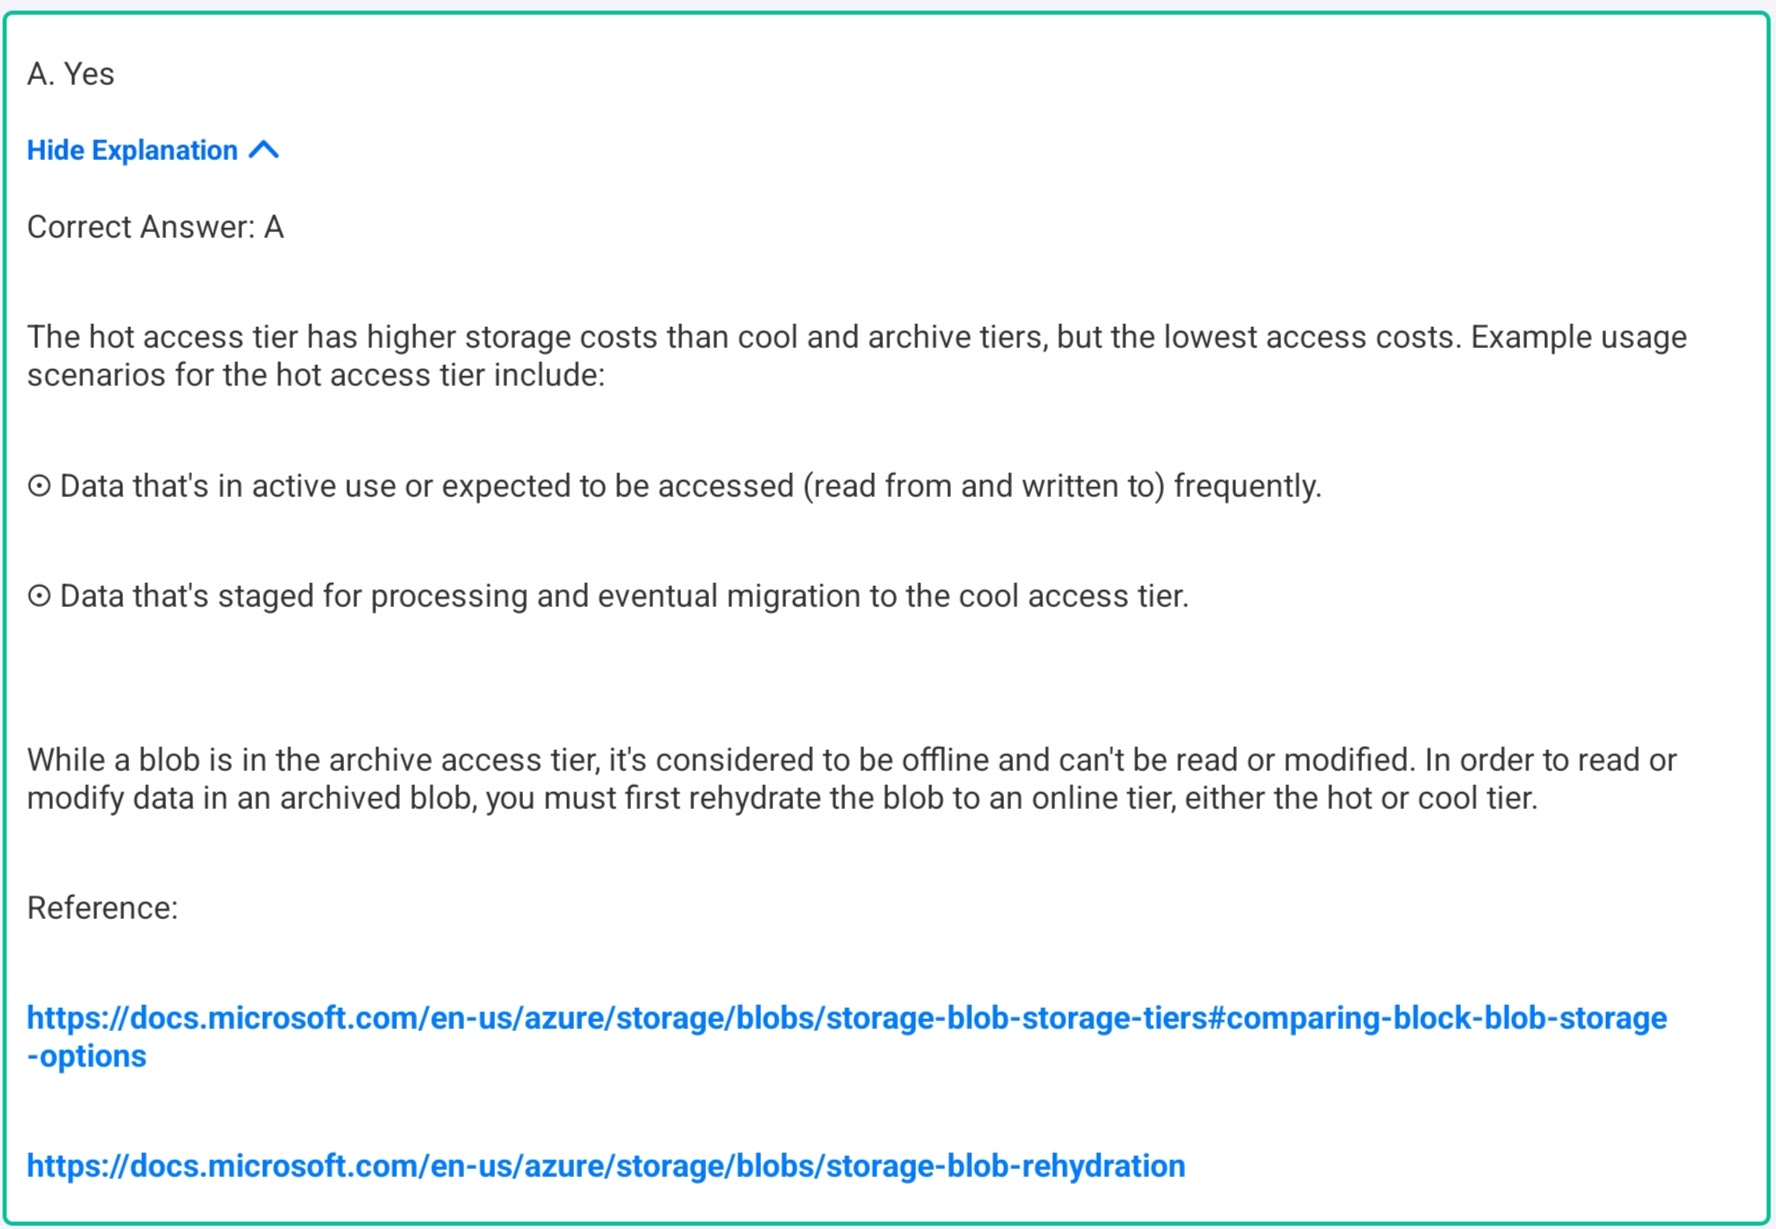 A. Yes
Hide Explanation
Correct Answer: A
The hot access tier has higher storage costs than cool and archive tiers, but the lowest access costs. Example usage
scenarios for the hot access tier include:
⊙ Data that's in active use or expected to be accessed (read from and written to) frequently.
⊙ Data that's staged for processing and eventual migration to the cool access tier.
While a blob is in the archive access tier, it's considered to be offline and can't be read or modified. In order to read or
modify data in an archived blob, you must first rehydrate the blob to an online tier, either the hot or cool tier.
Reference:
https://docs.microsoft.com/en-us/azure/storage/blobs/storage-blob-storage-tiers#comparing-block-blob-storage
-options
https://docs.microsoft.com/en-us/azure/storage/blobs/storage-blob-rehydration